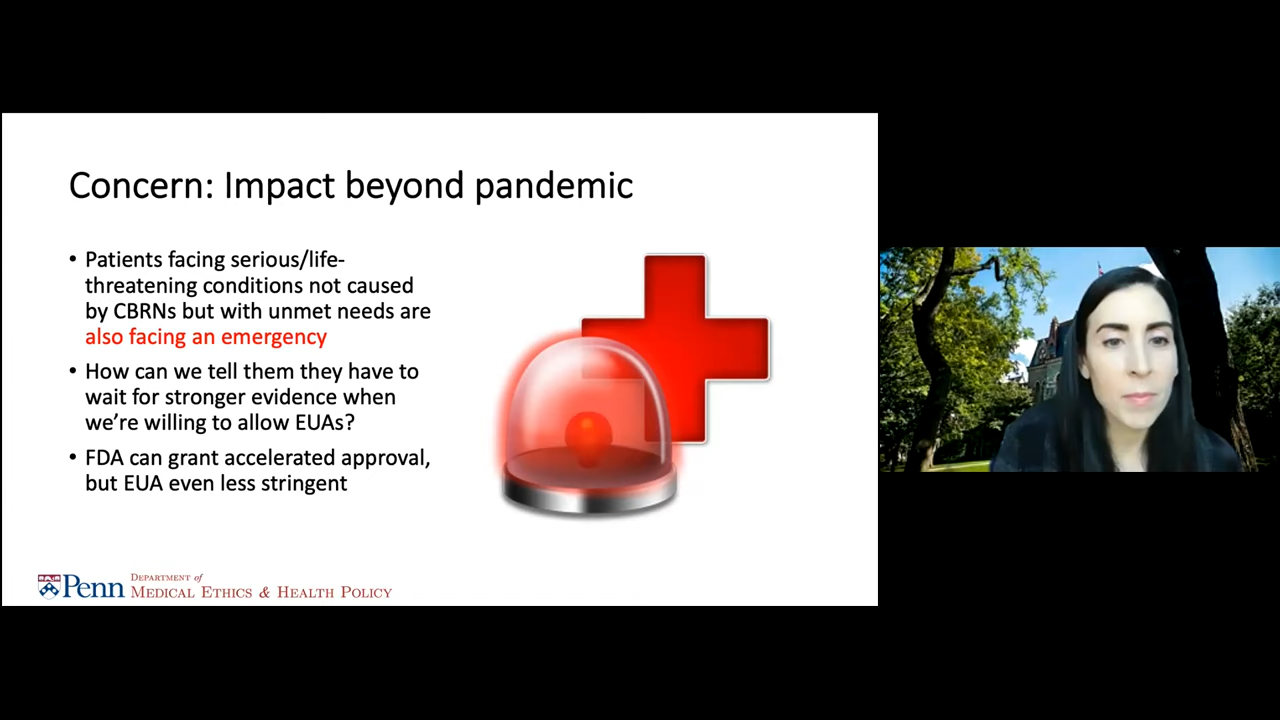 Concern: Impact beyond pandemic
• Patients facing serious/life-
threatening conditions not caused
by CBRNs but with unmet needs are
also facing an emergency
• How can we tell them they have to
wait for stronger evidence when
we’re willing to allow EUAs?
• FDA can grant accelerated approval,
but EUA even less stringent
Penn
DEPARTMENT of
MEDICAL ETHICS & HEALTH POLICY